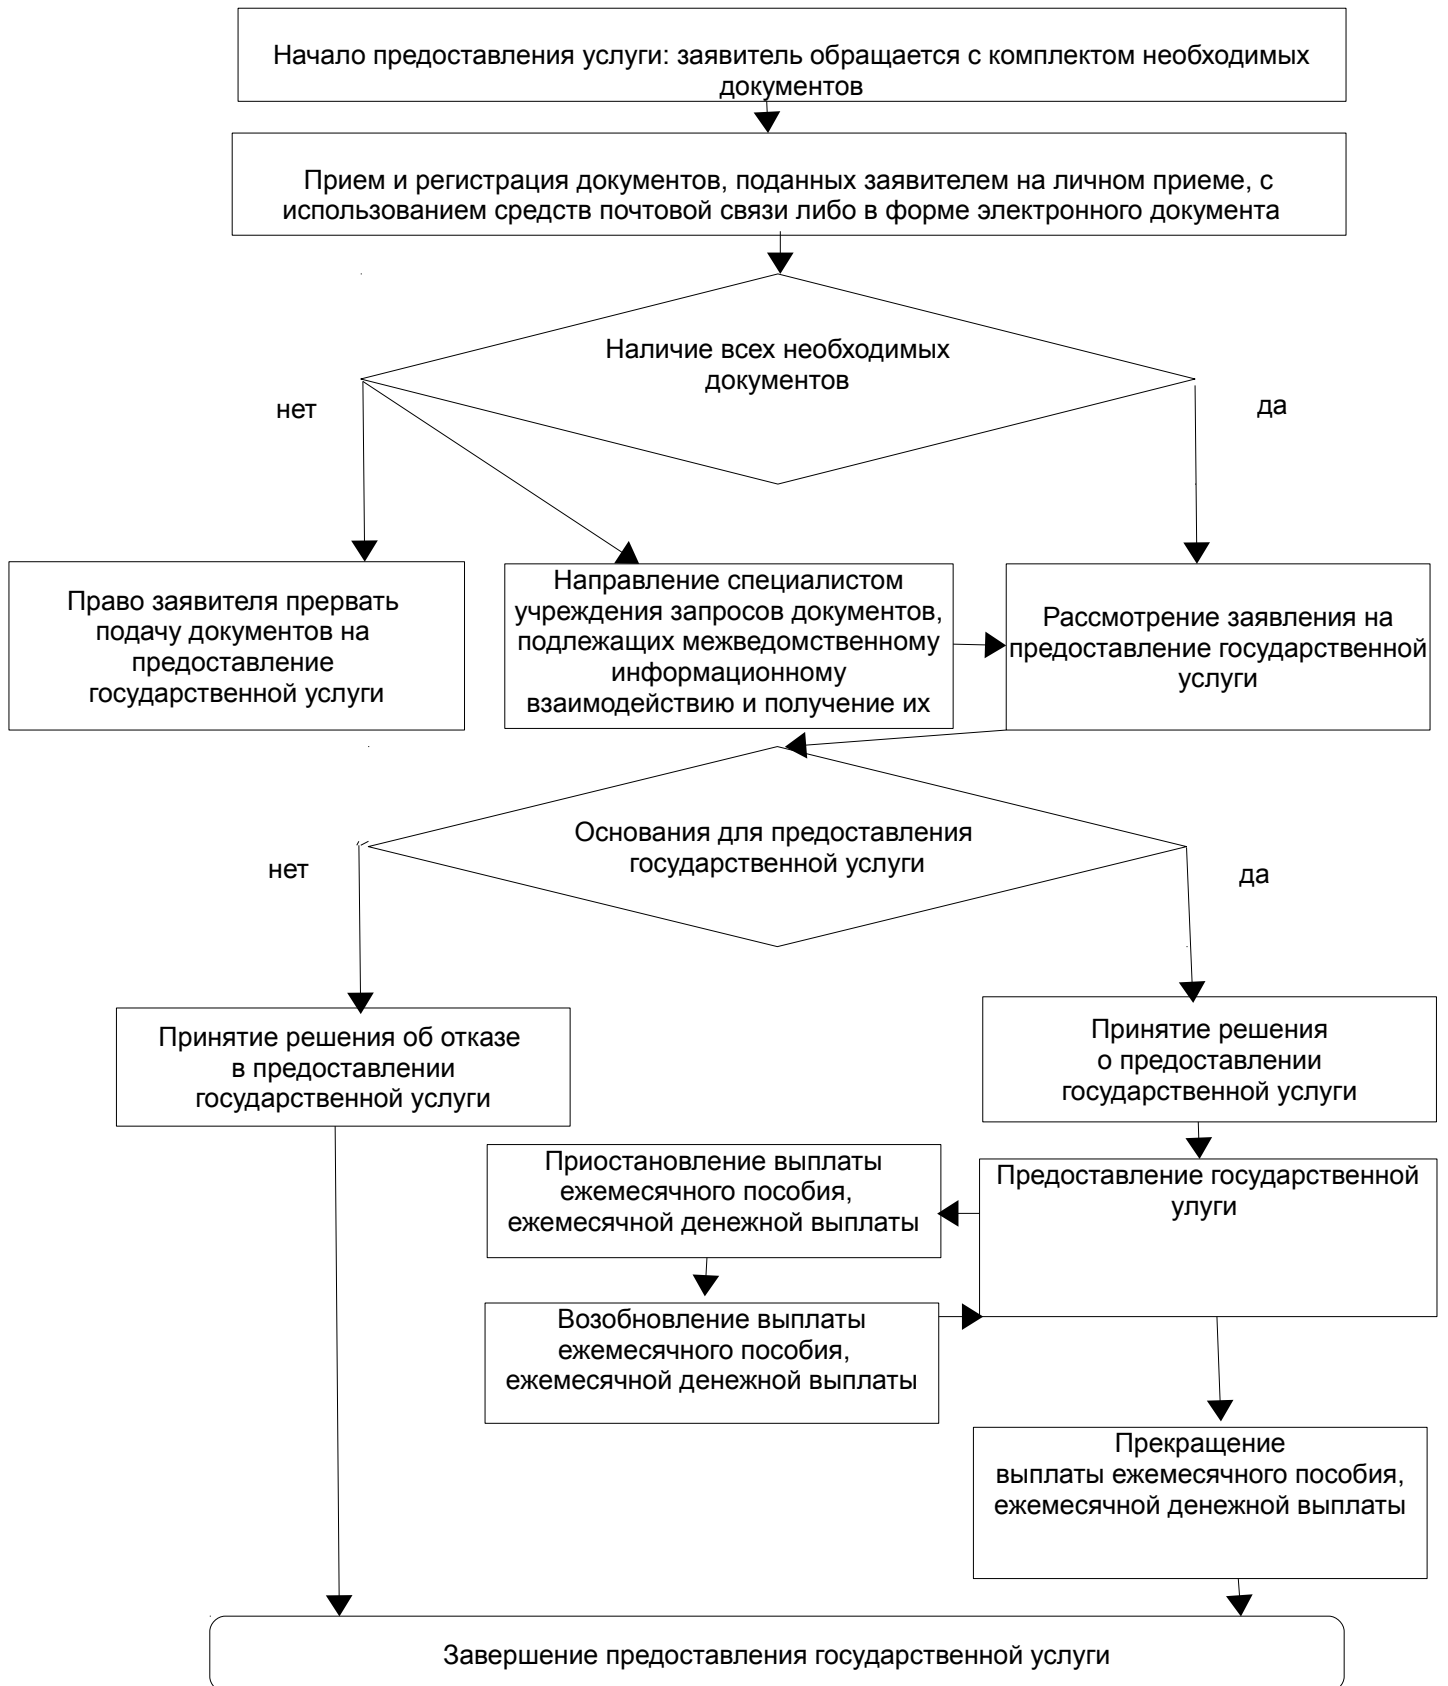 Начало предоставления услуги: заявитель обращается с комплектом необходимых
документов
Прием и регистрация документов, поданных заявителем на личном приеме, с
использованием средств почтовой связи либо в форме электронного документа
Наличие всех необходимых
документов
нет
да
Право заявителя прервать
подачу документов на
предоставление
государственной услуги
Направление специалистом
учреждения запросов документов,
подлежащих межведомственному
информационному
взаимодействию и получение их
Рассмотрение заявления на
предоставление государственной
услуги
Основания для предоставления
государственной услуги
нет
да
Принятие решения об отказе
в предоставлении
государственной услуги
Принятие решения
о предоставлении
государственной услуги
Приостановление выплаты
ежемесячного пособия,
ежемесячной денежной выплаты
Предоставление государственной
улуги
Возобновление выплаты
ежемесячного пособия,
ежемесячной денежной выплаты
Прекращение
выплаты ежемесячного пособия,
ежемесячной денежной выплаты
Завершение предоставления государственной услуги